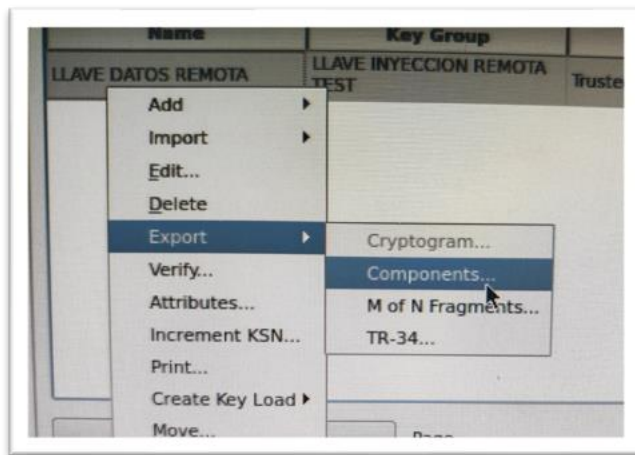 Name Key Group
LLAVE DATOS REMOTA
LLAVE INYECCION REMOTA
TEST
Truste
Add
Import
Edit...
Delete
Export
Cryptogram...
Components...
M of N Fragments...
TR-34...
Verify...
Attributes...
Increment KSN...
Print...
Create Key Load
Move...
Page